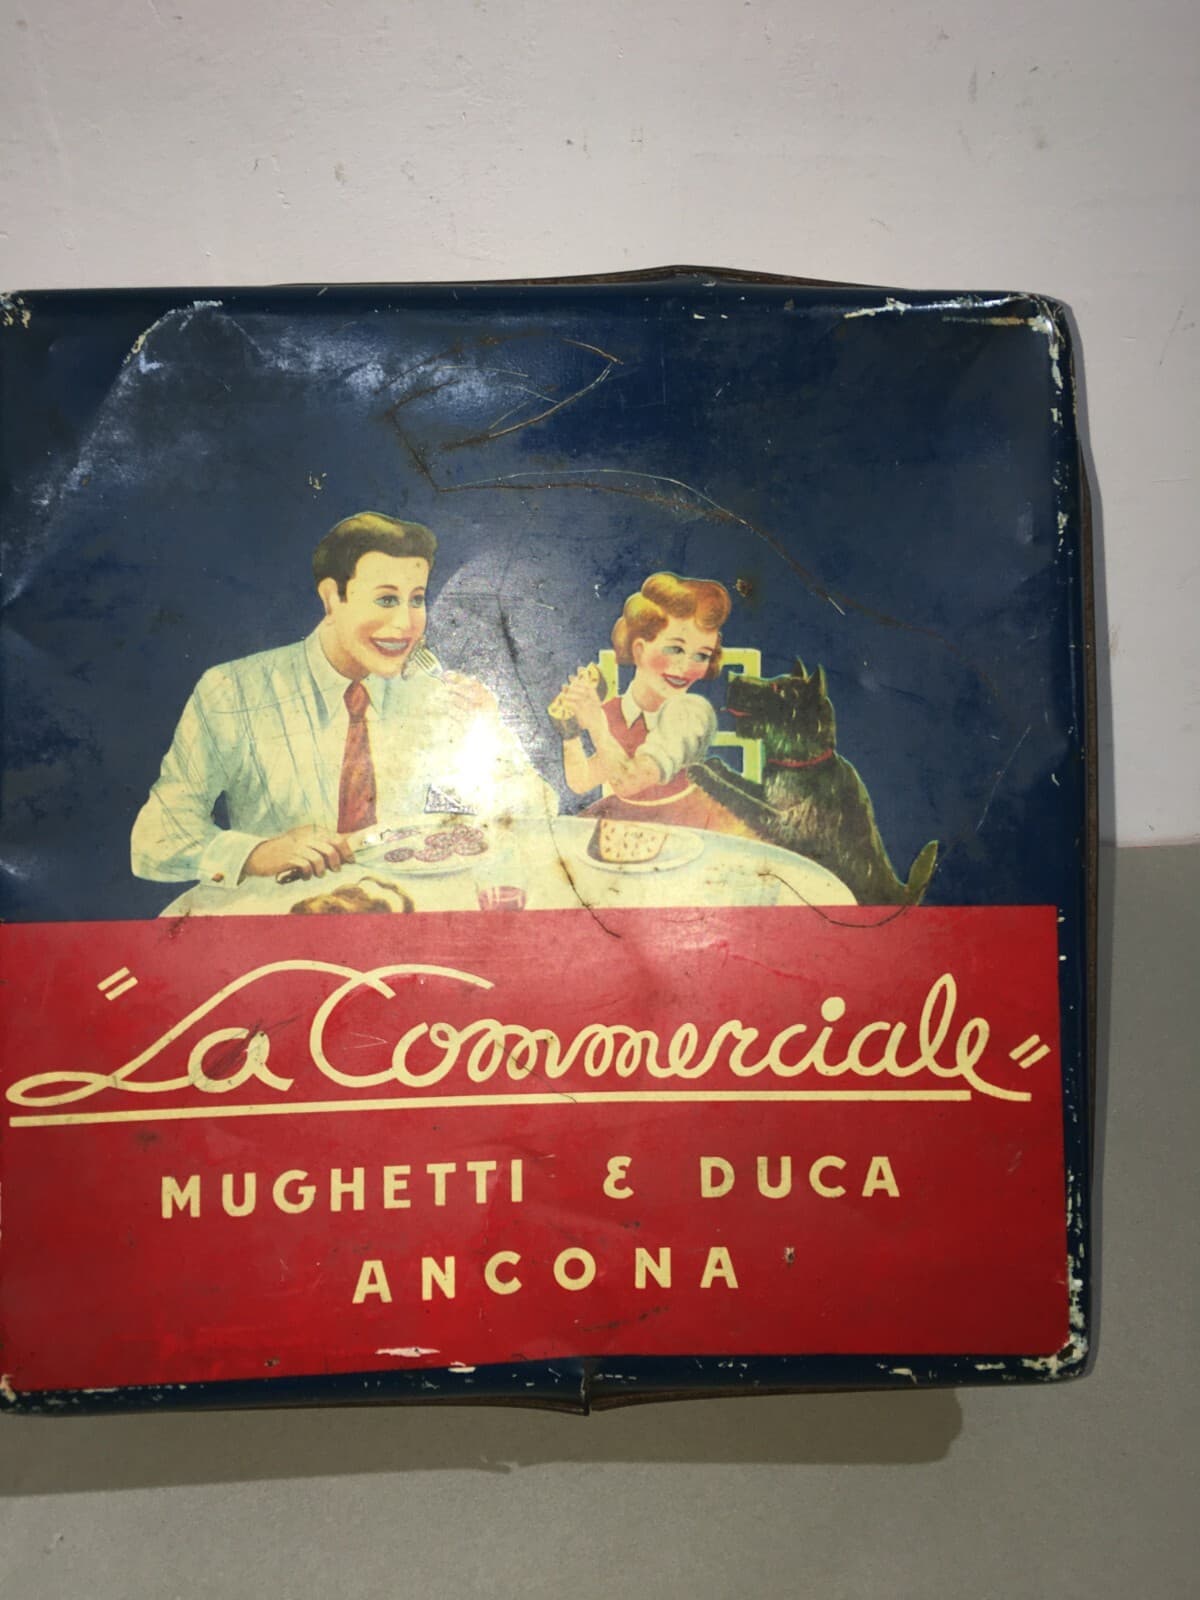 "La Commerciale"
MUGHETTI & DUCA
ANCONA